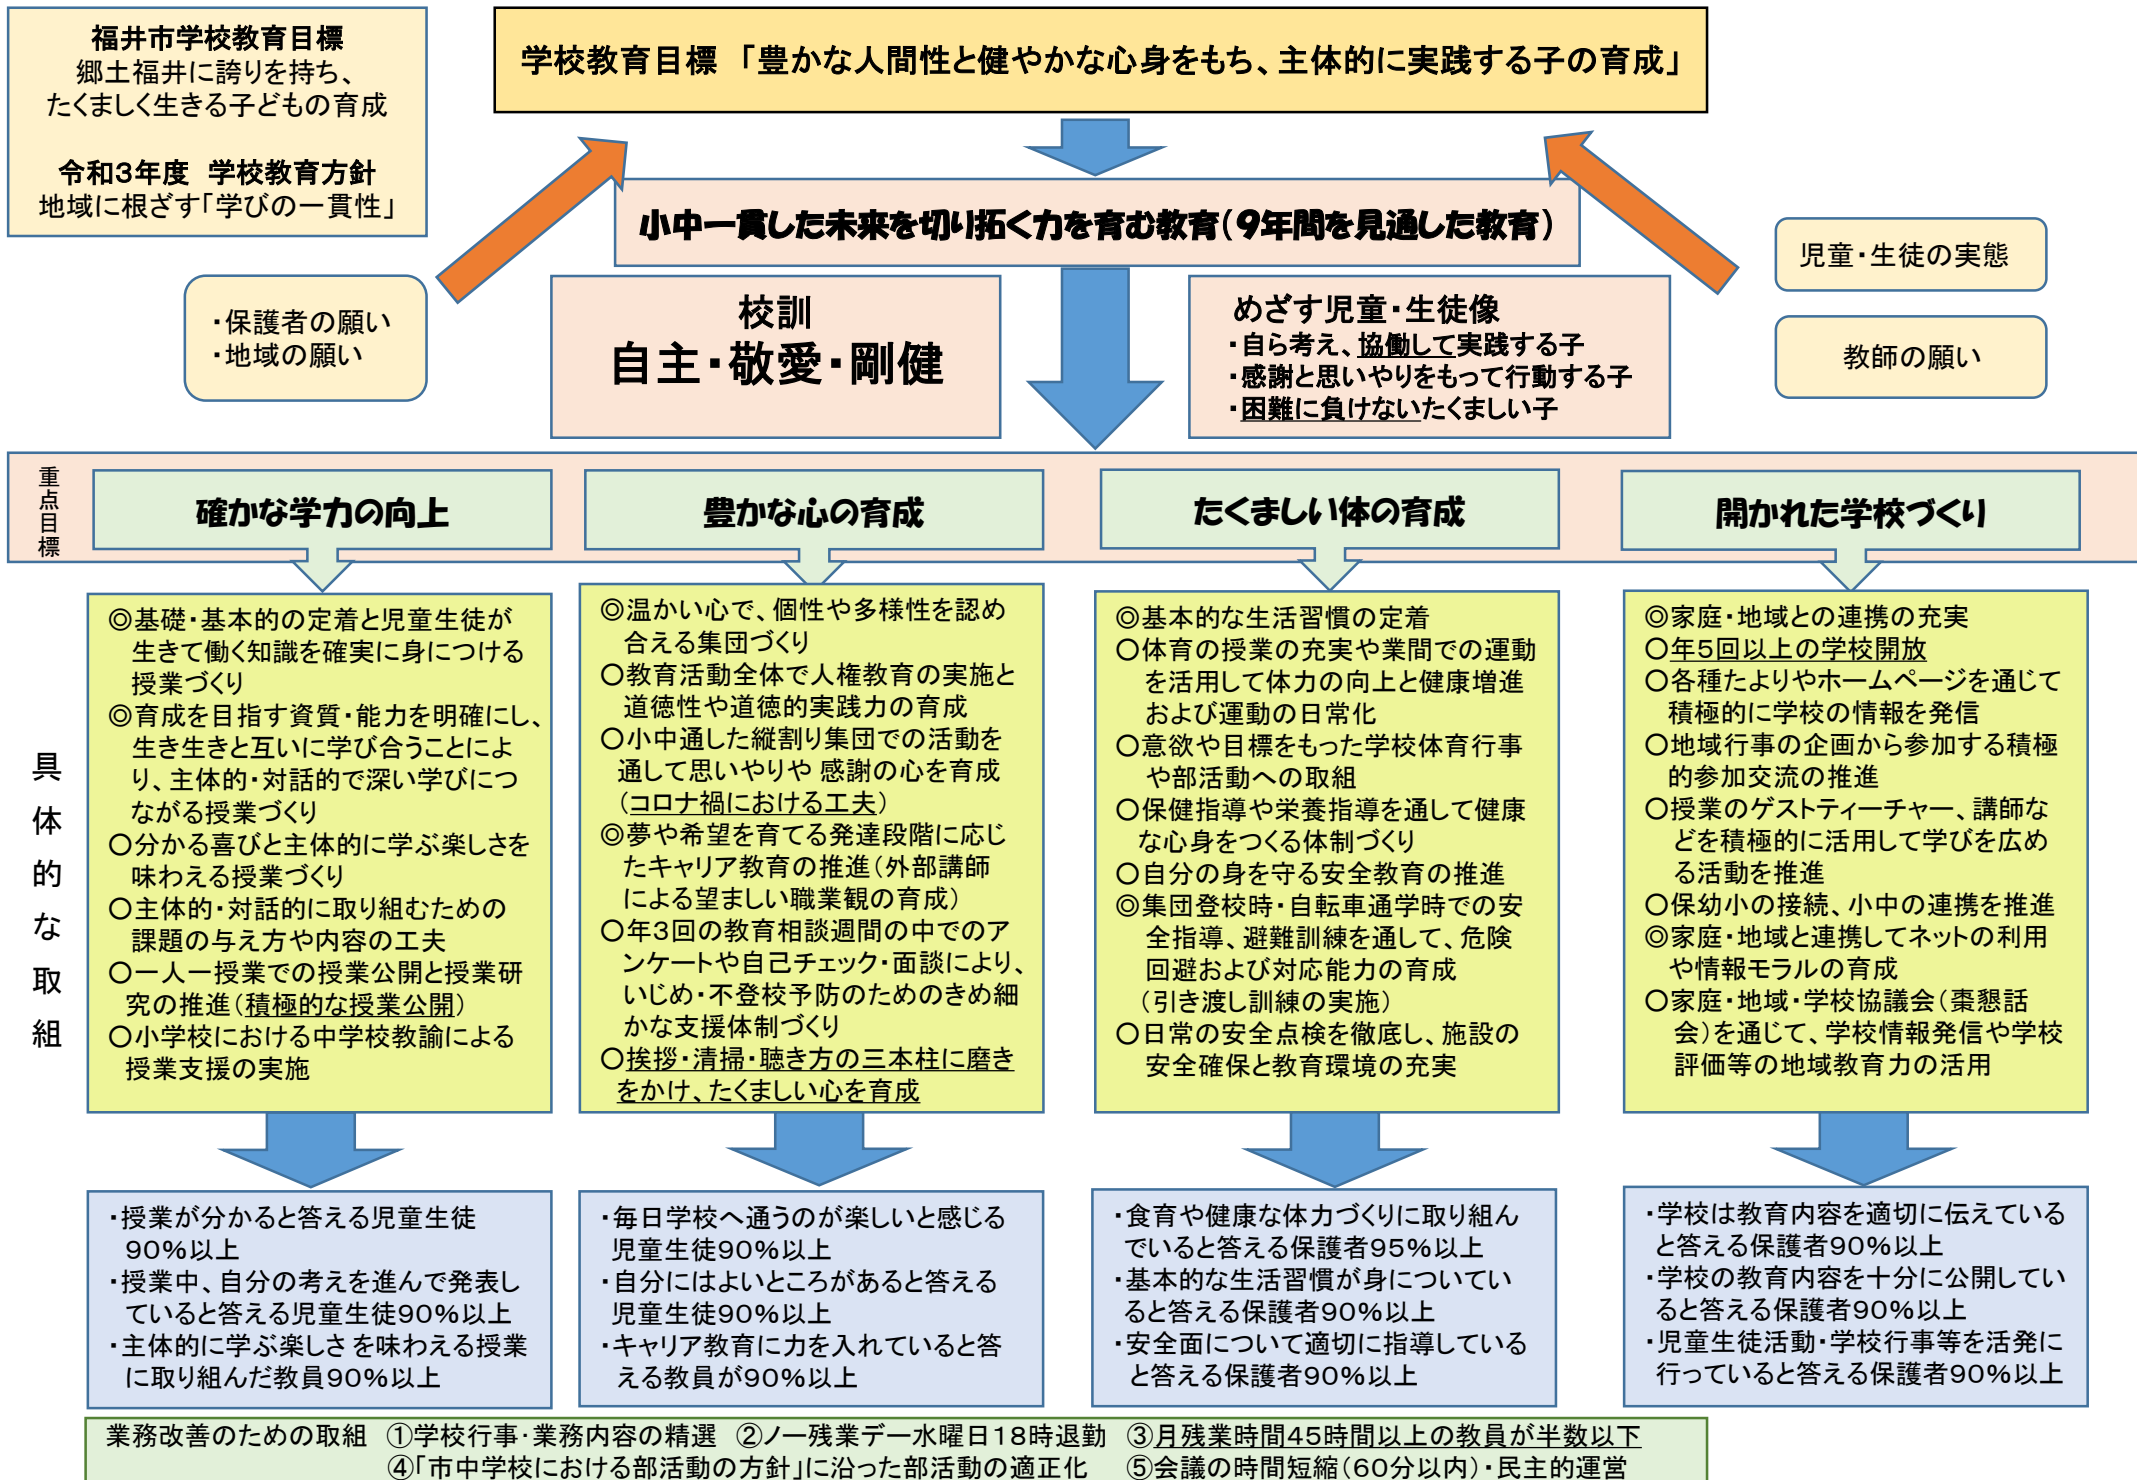 福井市学校教育目標
郷土福井に誇りを持ち、
たくましく生きる子どもの育成
令和3年度 学校教育方針
地域に根ざす「学びの一貫性」
学校教育目標 「豊かな人間性と健やかな心身をもち、主体的に実践する子の育成」
小中一貫した未来を切り拓く力を育む教育(9年間を見通した教育)
・保護者の願い
・地域の願い
校訓
自主・敬愛・剛健
めざす児童・生徒像
・自ら考え、協働して実践する子
・感謝と思いやりをもって行動する子
・困難に負けないたくましい子
児童・生徒の実態
教師の願い
重点目標
確かな学力の向上
豊かな心の育成
たくましい体の育成
開かれた学校づくり
具体的な取組
◎基礎・基本的の定着と児童生徒が
生きて働く知識を確実に身につける
授業づくり
◎育成を目指す資質・能力を明確にし、
生き生きと互いに学び合うことによ
り、主体的・対話的で深い学びにつ
ながる授業づくり
○分かる喜びと主体的に学ぶ楽しさを
味わえる授業づくり
○主体的・対話的に取り組むための
課題の与え方や内容の工夫
○一人一授業での授業公開と授業研
究の推進(積極的な授業公開)
○小学校における中学校教諭による
授業支援の実施
◎温かい心で、個性や多様性を認め
合える集団づくり
○教育活動全体で人権教育の実施と
道徳性や道徳的実践力の育成
○小中通した縦割り集団での活動を
通して思いやりや 感謝の心を育成
(コロナ禍における工夫)
◎夢や希望を育てる発達段階に応じ
たキャリア教育の推進(外部講師
による望ましい職業観の育成)
○年3回の教育相談週間の中でのア
ンケートや自己チェック・面談により、
いじめ・不登校予防のためのきめ細
かな支援体制づくり
○挨拶・清掃・聴き方の三本柱に磨き
をかけ、たくましい心を育成
◎基本的な生活習慣の定着
○体育の授業の充実や業間での運動
を活用して体力の向上と健康増進
および運動の日常化
○意欲や目標をもった学校体育行事
や部活動への取組
○保健指導や栄養指導を通して健康
な心身をつくる体制づくり
○自分の身を守る安全教育の推進
◎集団登校時・自転車通学時での安
全指導、避難訓練を通して、危険
回避および対応能力の育成
(引き渡し訓練の実施)
○日常の安全点検を徹底し、施設の
安全確保と教育環境の充実
◎家庭・地域との連携の充実
○年5回以上の学校開放
○各種たよりやホームページを通じて
積極的に学校の情報を発信
○地域行事の企画から参加する積極
的参加交流の推進
○授業のゲストティーチャー、講師な
どを積極的に活用して学びを広め
る活動を推進
○保幼小の接続、小中の連携を推進
◎家庭・地域と連携してネットの利用
や情報モラルの育成
○家庭・地域・学校協議会(棗懇話
会)を通じて、学校情報発信や学校
評価等の地域教育力の活用
・授業が分かると答える児童生徒
90%以上
・授業中、自分の考えを進んで発表し
ていると答える児童生徒90%以上
・主体的に学ぶ楽しさを味わえる授業
に取り組んだ教員90%以上
・毎日学校へ通うのが楽しいと感じる
児童生徒90%以上
・自分にはよいところがあると答える
児童生徒90%以上
・キャリア教育に力を入れていると答
える教員が90%以上
・食育や健康な体力づくりに取り組ん
でいると答える保護者95%以上
・基本的な生活習慣が身についてい
ると答える保護者90%以上
・安全面について適切に指導している
と答える保護者90%以上
・学校は教育内容を適切に伝えている
と答える保護者90%以上
・学校の教育内容を十分に公開してい
ると答える保護者90%以上
・児童生徒活動・学校行事等を活発に
行っていると答える保護者90%以上
業務改善のための取組 ①学校行事・業務内容の精選 ②ノー残業デー水曜日18時退勤 ③月残業時間45時間以上の教員が半数以下
④「市中学校における部活動の方針」に沿った部活動の適正化 ⑤会議の時間短縮(60分以内)・民主的運営